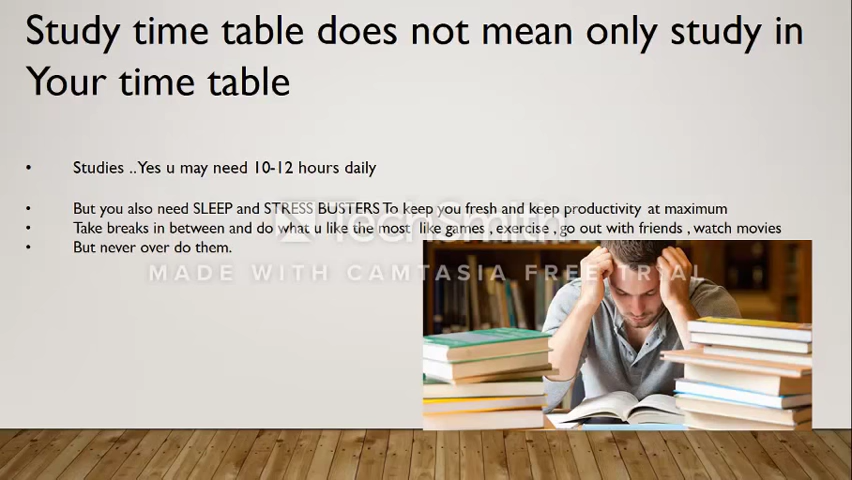 Study time table does not mean only study in
Your time table
• Studies ..Yes u may need 10-12 hours daily
• But you also need SLEEP and STRESS BUSTERS To keep you fresh and keep productivity at maximum
• Take breaks in between and do what u like the most like games , exercise , go out with friends , watch movies
• But never over do them.
TechSmith
MADE WITH CAMTASIA FREE TRIAL